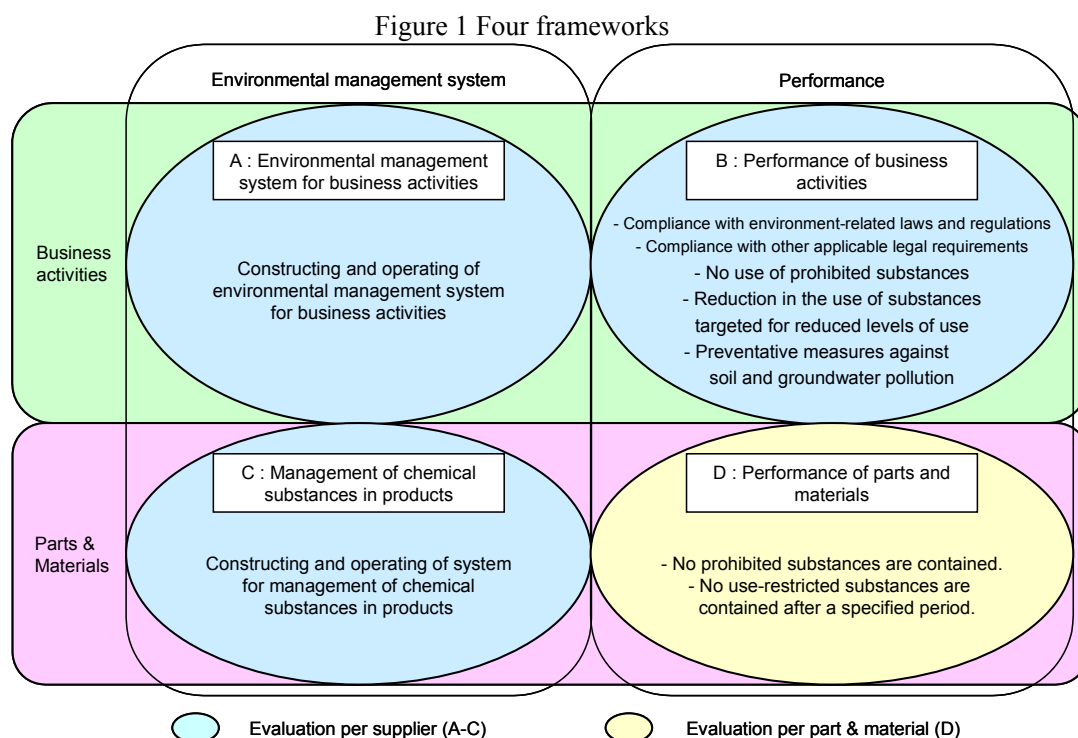 Figure 1 Four frameworks
Environmental management system
Performance
A : Environmental management
system for business activities
B : Performance of business
activities
Business
activities
Constructing and operating of
environmental management system
for business activities
- Compliance with environment-related laws and regulations
- Compliance with other applicable legal requirements
- No use of prohibited substances
- Reduction in the use of substances
targeted for reduced levels of use
- Preventative measures against
soil and groundwater pollution
C : Management of chemical
substances in products
D : Performance of parts and
materials
Parts &
Materials
Constructing and operating of system
for management of chemical
substances in products
- No prohibited substances are contained.
- No use-restricted substances are
contained after a specified period.
Evaluation per supplier (A-C)
Evaluation per part & material (D)